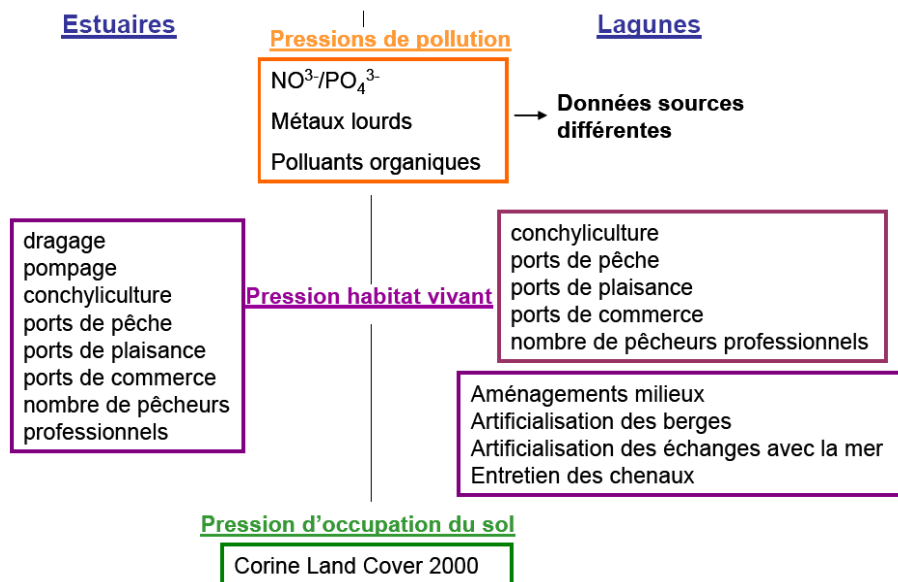 Estuaires
Pressions de pollution
Lagunes
NO³⁻/PO₄³⁻
Métaux lourds
Polluants organiques
Données sources
différentes
dragage
pompage
conchyliculture
ports de pêche
ports de plaisance
ports de commerce
nombre de pêcheurs
professionnels
Pression habitat vivant
conchyliculture
ports de pêche
ports de plaisance
ports de commerce
nombre de pêcheurs professionnels
Aménagements milieux
Artificialisation des berges
Artificialisation des échanges avec la mer
Entretien des chenaux
Pression d'occupation du sol
Corine Land Cover 2000